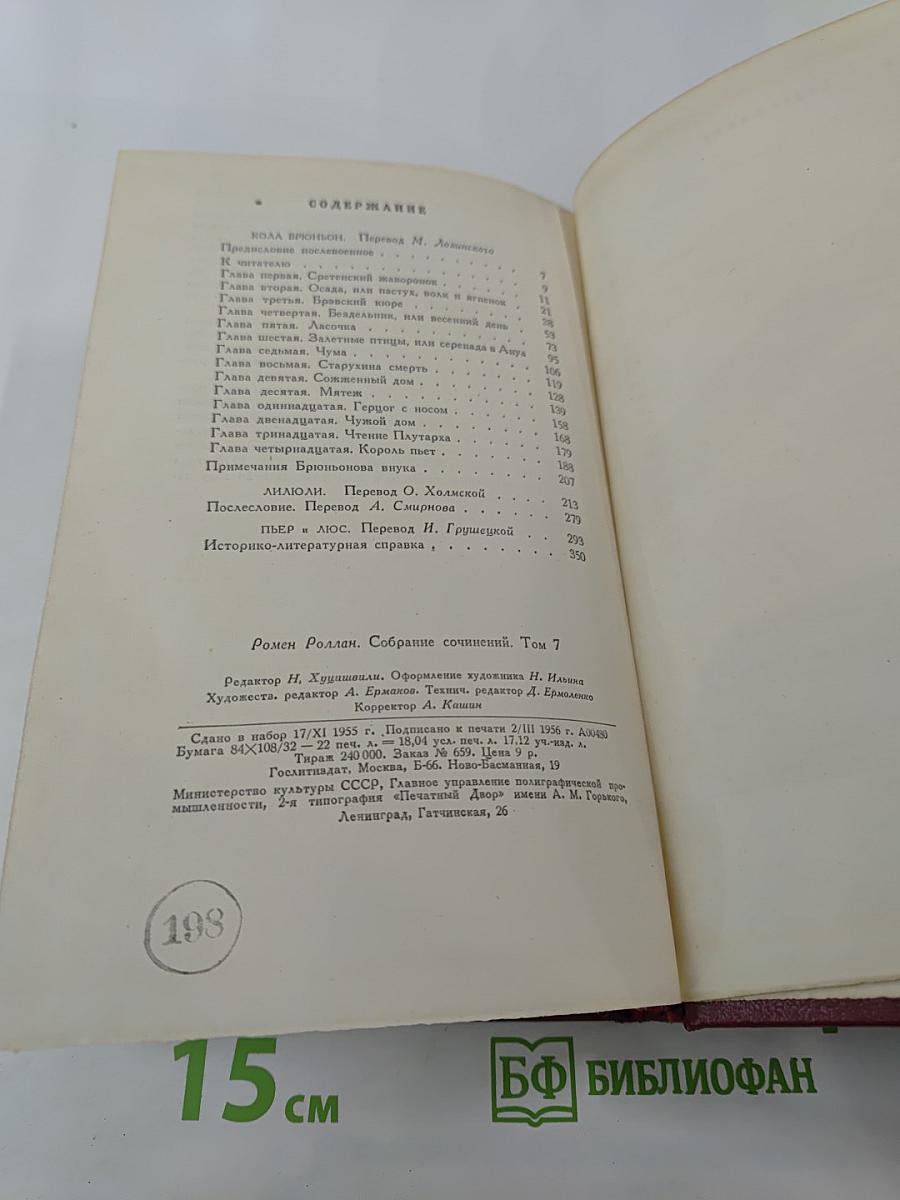 СОДЕРЖАНИЕ
КОЛА БРЮНЬОН. Перевод М. Лозинского
Предисловие послевоенное . . . . . . . . . 7
К читателю . . . . . . . . . . . . . . 9
Глава первая. Сретенский жаворонок . . . . . 11
Глава вторая. Осада, или пастух, волк и ягненок . 21
Глава третья. Брэвский кюре . . . . . . . 38
Глава четвертая. Бездельник, или весенний день . 53
Глава пятая. Ласочка . . . . . . . . . . 73
Глава шестая. Залетные птицы, или серенада в Ануа 95
Глава седьмая. Чума . . . . . . . . . . 106
Глава восьмая. Старухина смерть . . . . . . 119
Глава девятая. Сожженный дом . . . . . . . 128
Глава десятая. Мятеж . . . . . . . . . . 139
Глава одиннадцатая. Герцог с носом . . . . . 158
Глава двенадцатая. Чужой дом . . . . . . . 168
Глава тринадцатая. Чтение Плутарха . . . . . 179
Глава четырнадцатая. Король пьет . . . . . . 188
Примечания Брюньонова внука . . . . . . . 207
ЛИЛЮЛИ. Перевод О. Холмской . . . . 213
Послесловие. Перевод А. Смирнова . . . . . . 279
ПЬЕР и ЛЮС. Перевод И. Грушецкой . . 293
Историко-литературная справка . . . . . . . 350
Ромен Роллан. Собрание сочинений. Том 7
Редактор Н. Хуцишвили. Оформление художника Н. Ильина
Художеств. редактор А. Ермаков. Технич. редактор Д. Ермоленко
Корректор А. Кашин
Сдано в набор 17/XI 1955 г. Подписано к печати 2/III 1956 г. А00480
Бумага 84×108/32 — 22 печ. л. = 18,04 усл. печ. л. 17,12 уч.-изд. л.
Тираж 240 000. Заказ № 659. Цена 9 р.
Гослитиздат, Москва, Б-66. Ново-Басманная, 19
Министерство культуры СССР, Главное управление полиграфической про-
мышленности, 2-я типография «Печатный Двор» имени А. М. Горького,
Ленинград, Гатчинская, 26
198
15 см
БФ БИБЛИОФАН